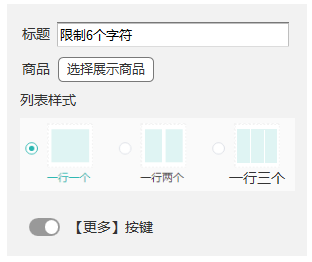 标题 限制6个字符
商品 选择展示商品
列表样式
一行一个 一行两个 一行三个
【更多】按键